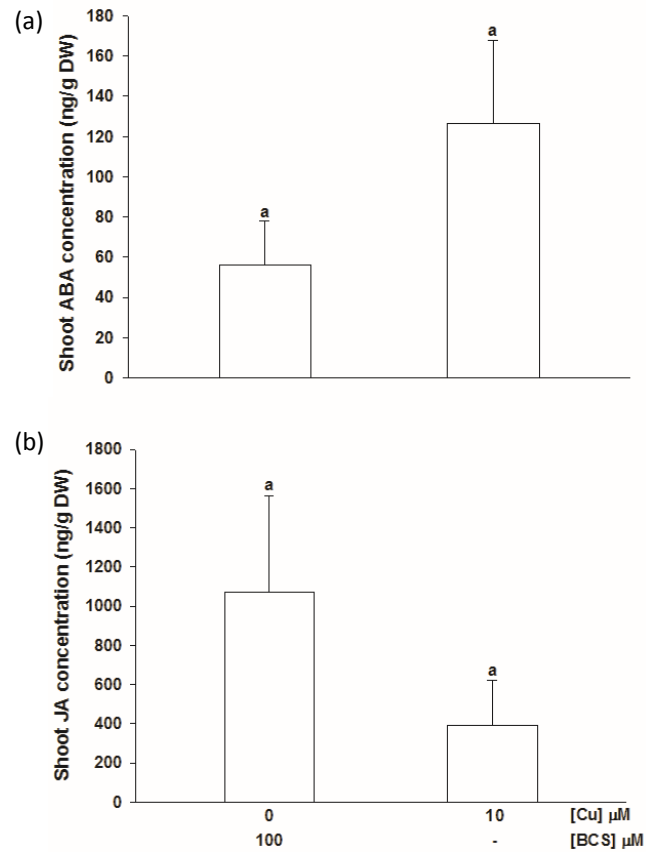 (a)
Shoot ABA concentration (ng/g DW)
180
160
140
120
100
80
60
40
20
0
a
a
(b)
Shoot JA concentration (ng/g DW)
1800
1600
1400
1200
1000
800
600
400
200
0
a
a
0 10 [Cu] µM
100 - [BCS] µM